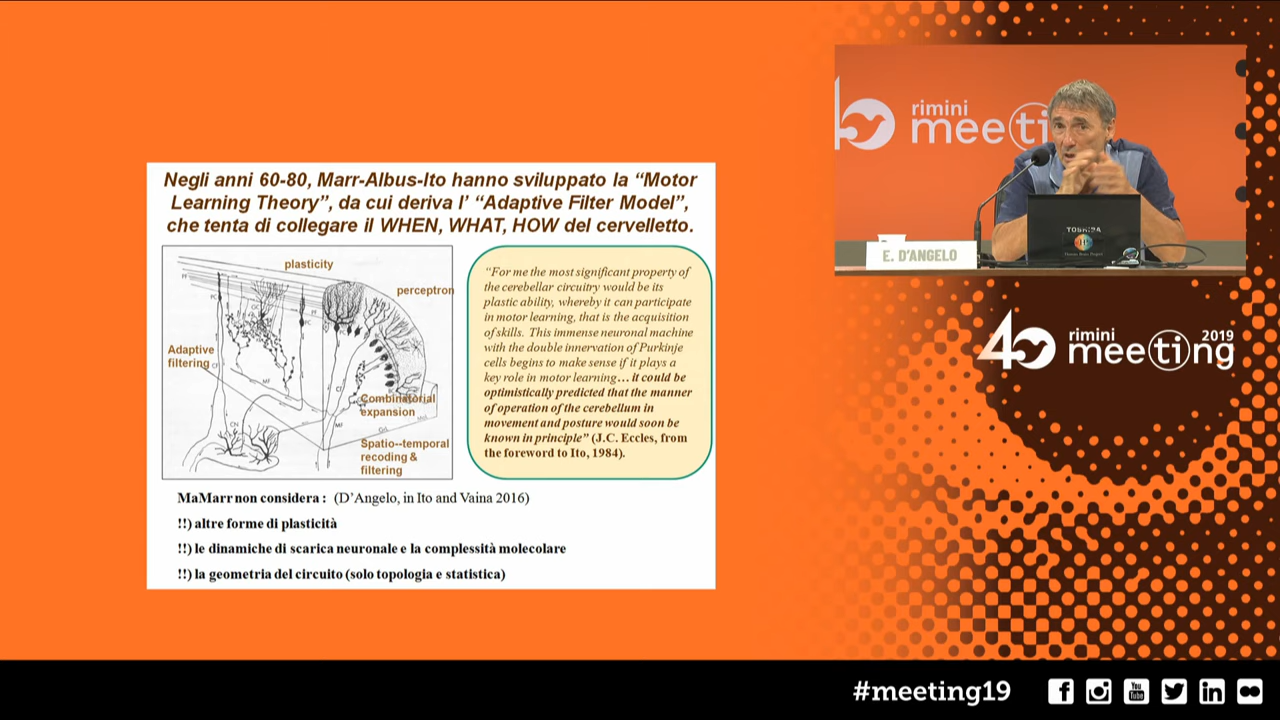 Negli anni 60-80, Marr-Albus-Ito hanno sviluppato la “Motor
Learning Theory”, da cui deriva l’ “Adaptive Filter Model”,
che tenta di collegare il WHEN, WHAT, HOW del cervelletto.
plasticity
perceptron
Adaptive
filtering
Combinatorial
expansion
Spatio--temporal
recoding &
filtering
“For me the most significant property of
the cerebellar circuitry would be its
plastic ability, whereby it can participate
in motor learning, that is the acquisition
of skills. This immense neuronal machine
with the double innervation of Purkinje
cells begins to make sense if it plays a
key role in motor learning… it could be
optimistically predicted that the manner
of operation of the cerebellum in
movement and posture would soon be
known in principle” (J.C. Eccles, from
the foreword to Ito, 1984).
MaMarr non considera : (D’Angelo, in Ito and Vaina 2016)
!!) altre forme di plasticità
!!) le dinamiche di scarica neuronale e la complessità molecolare
!!) la geometria del circuito (solo topologia e statistica)
rimini
meeti
TOSHIBA
E. D’ANGELO
40
rimini 2019
meeting
#meeting19
You
Tube